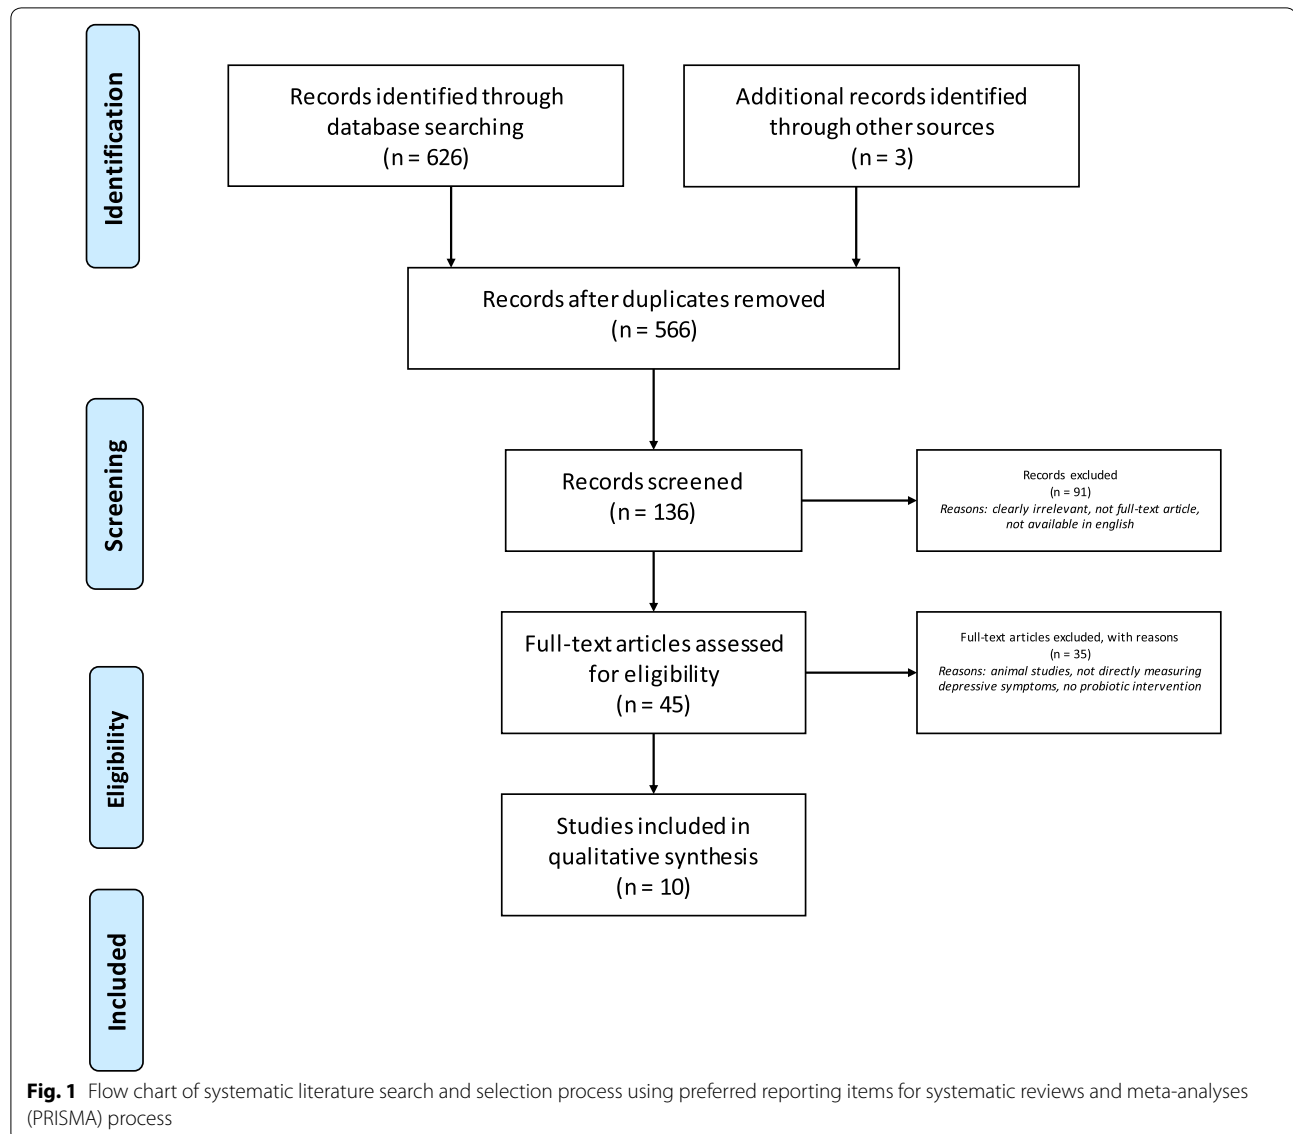 Identification
Records identified through
database searching
(n = 626)
Additional records identified
through other sources
(n = 3)
Records after duplicates removed
(n = 566)
Screening
Records screened
(n = 136)
Records excluded
(n = 91)
Reasons: clearly irrelevant, not full-text article,
not available in english
Eligibility
Full-text articles assessed
for eligibility
(n = 45)
Full-text articles excluded, with reasons
(n = 35)
Reasons: animal studies, not directly measuring
depressive symptoms, no probiotic intervention
Included
Studies included in
qualitative synthesis
(n = 10)
Fig. 1 Flow chart of systematic literature search and selection process using preferred reporting items for systematic reviews and meta-analyses
(PRISMA) process